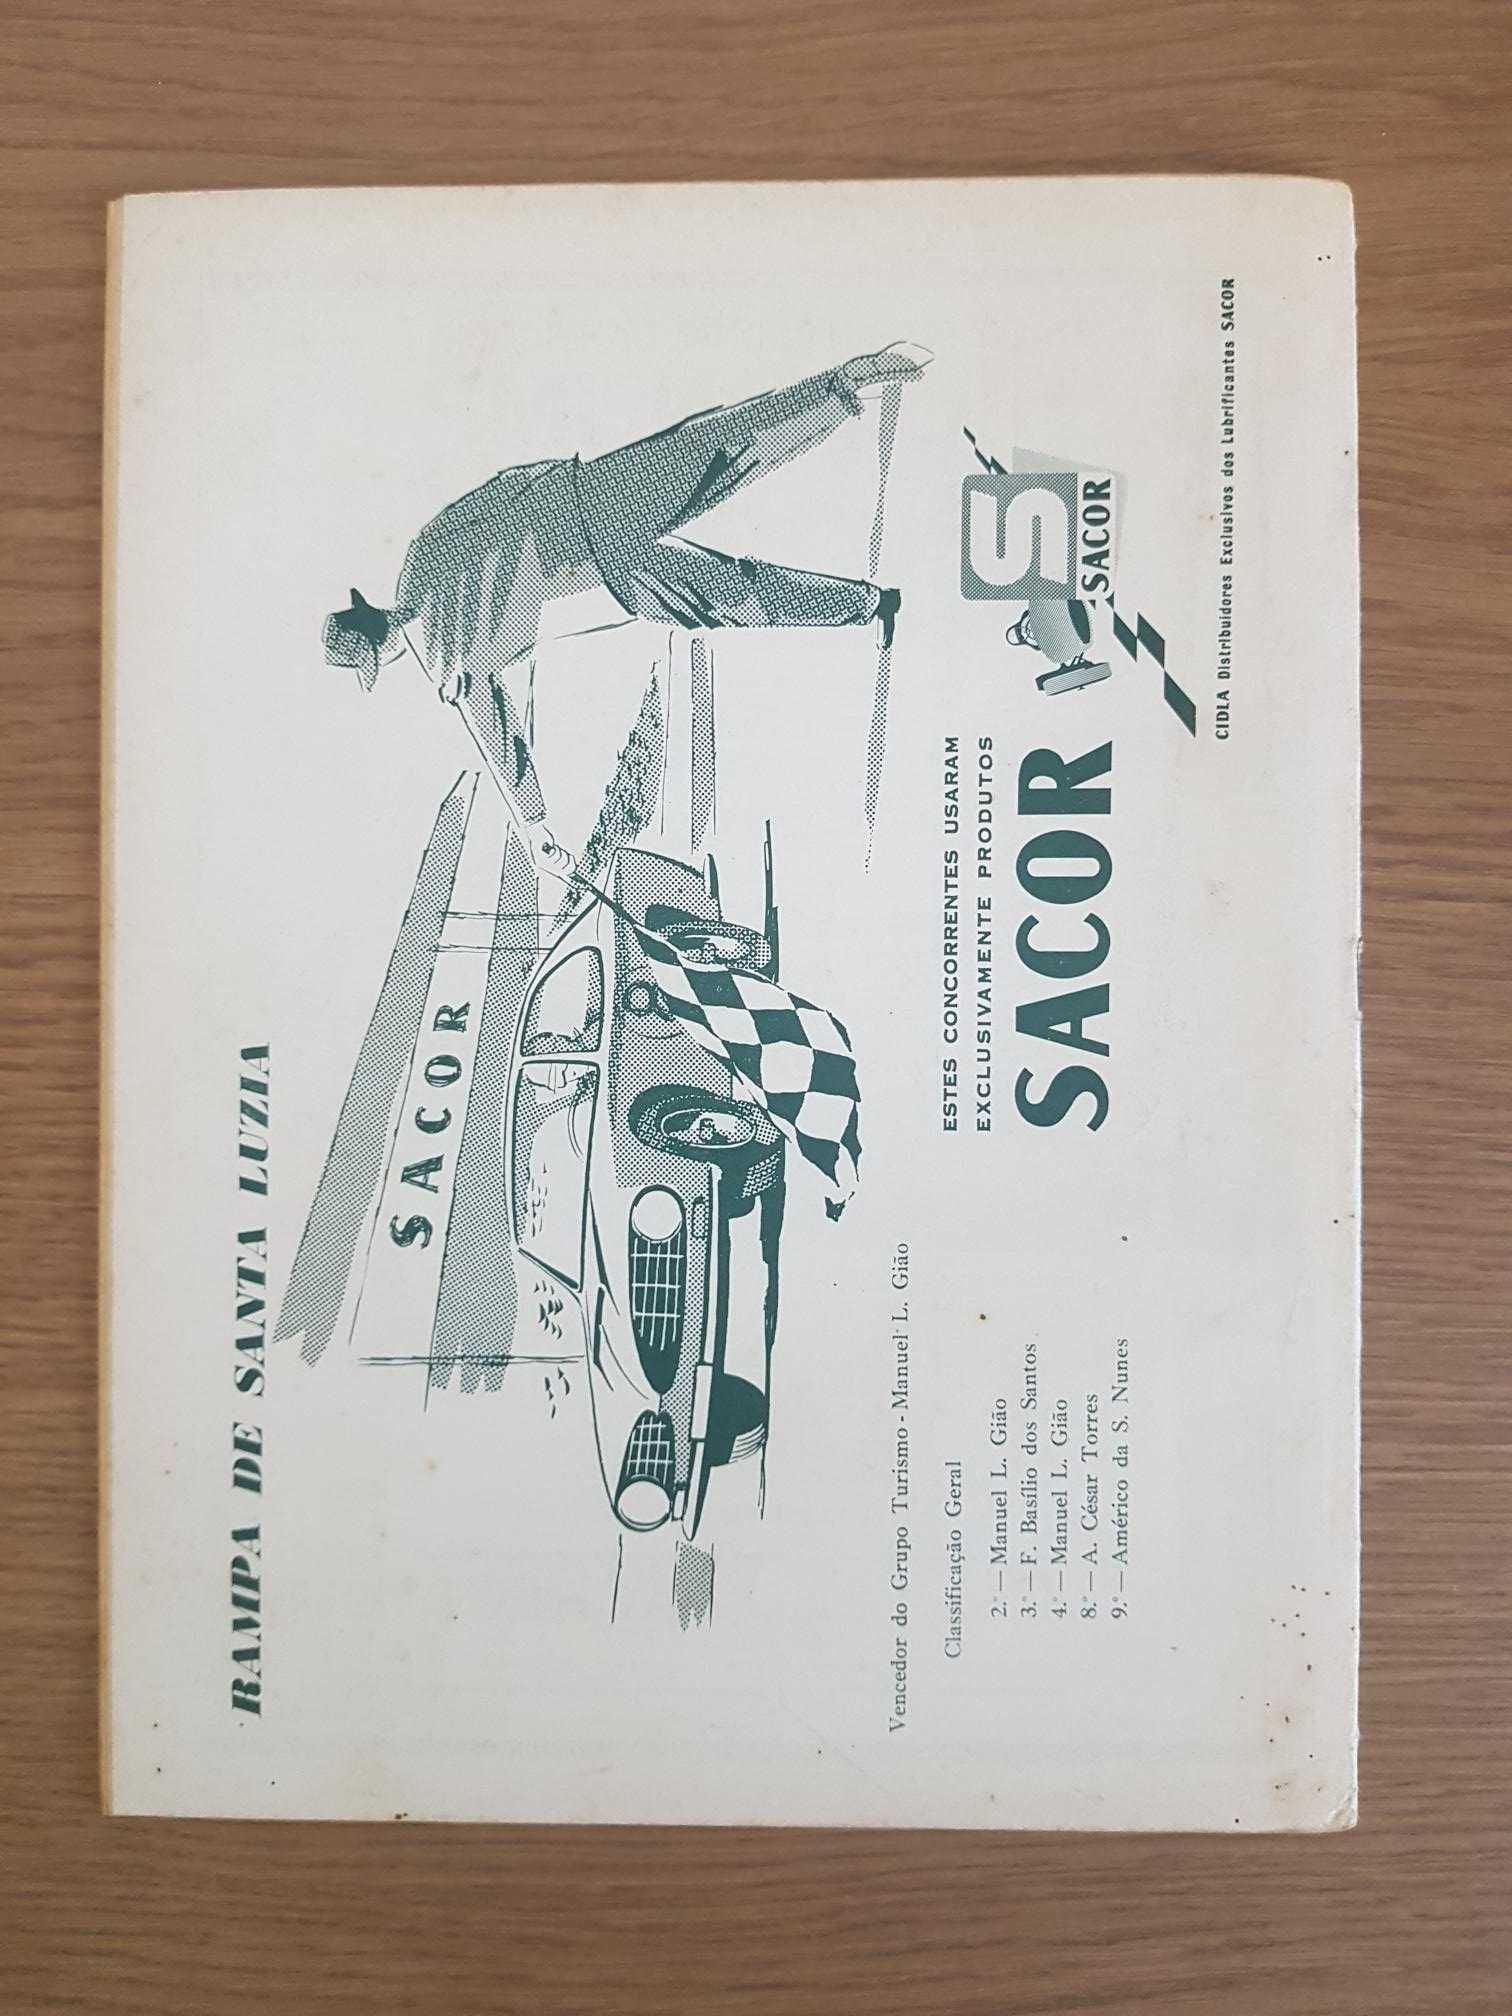 RAMPA DE SANTA LUZIA
SACOR
Vencedor do Grupo Turismo - Manuel L. Gião
Classificação Geral
2.º — Manuel L. Gião
3.º — F. Basílio dos Santos
4.º — Manuel L. Gião
8.º — A. César Torres
9.º — Américo da S. Nunes
ESTES CONCORRENTES USARAM
EXCLUSIVAMENTE PRODUTOS
SACOR
S
SACOR
CIDLA Distribuidores Exclusivos dos Lubrificantes SACOR